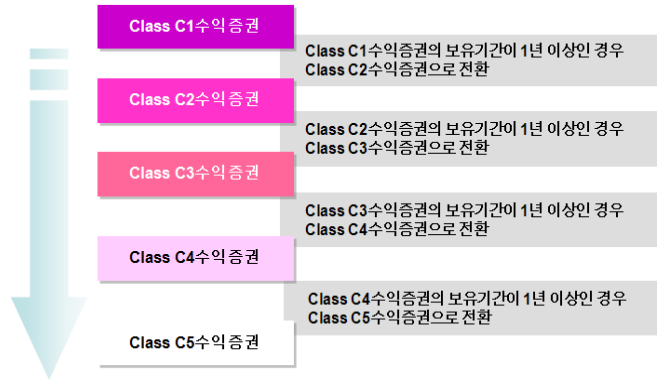 Class C1수익증권
Class C1수익증권의 보유기간이 1년 이상인 경우
Class C2수익증권으로 전환
Class C2수익증권
Class C2수익증권의 보유기간이 1년 이상인 경우
Class C3수익증권으로 전환
Class C3수익증권
Class C3수익증권의 보유기간이 1년 이상인 경우
Class C4수익증권으로 전환
Class C4수익증권
Class C4수익증권의 보유기간이 1년 이상인 경우
Class C5수익증권으로 전환
Class C5수익증권